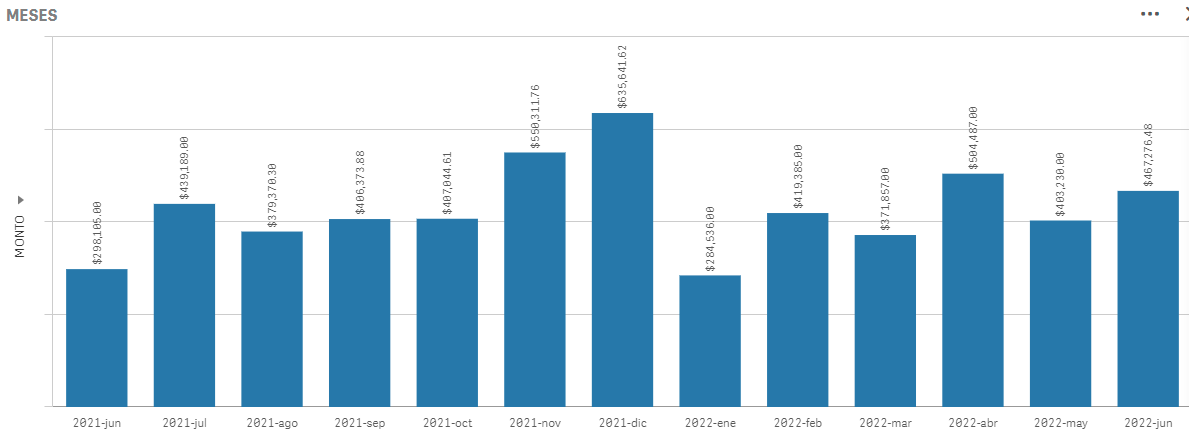 MESES
MONTO
$298,105.00
$439,189.00
$379,370.30
$406,373.88
$407,044.61
$550,311.76
$635,641.62
$284,536.00
$419,385.00
$371,857.00
$504,487.00
$403,230.00
$467,276.48
2021-jun
2021-jul
2021-ago
2021-sep
2021-oct
2021-nov
2021-dic
2022-ene
2022-feb
2022-mar
2022-abr
2022-may
2022-jun